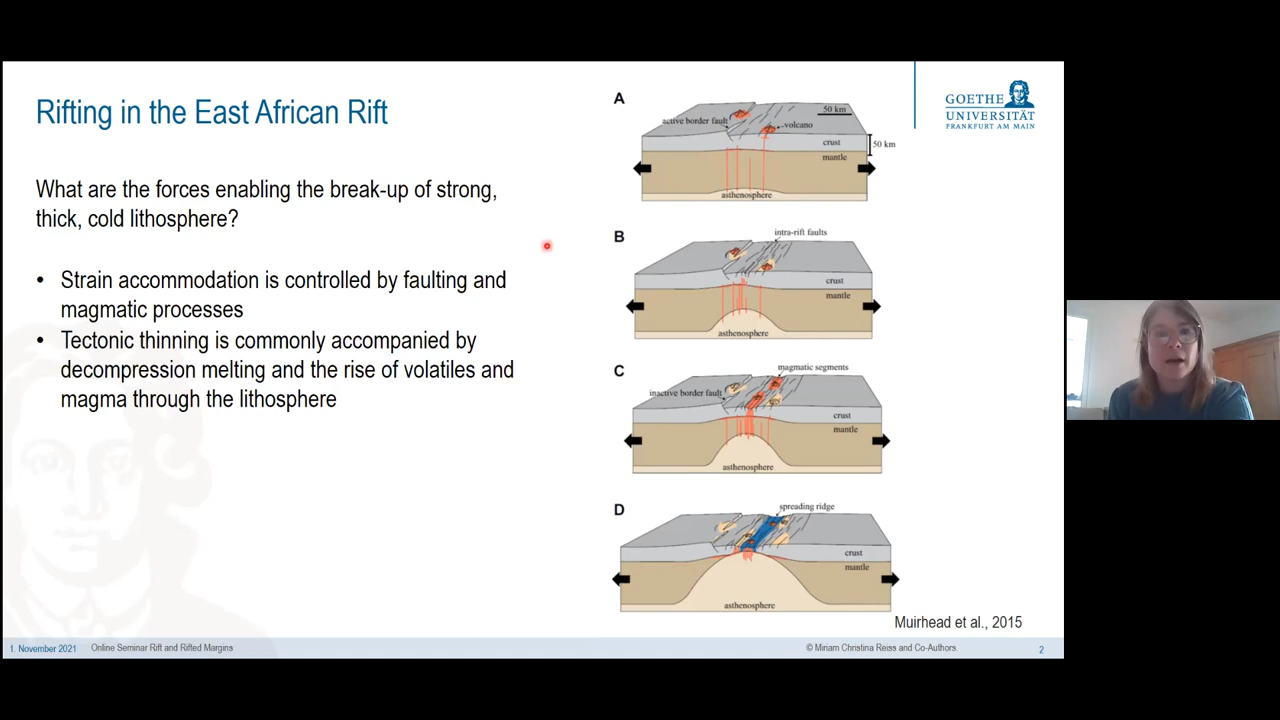 Rifting in the East African Rift
GOETHE
UNIVERSITÄT
FRANKFURT AM MAIN
What are the forces enabling the break-up of strong,
thick, cold lithosphere?
• Strain accommodation is controlled by faulting and
magmatic processes
• Tectonic thinning is commonly accompanied by
decompression melting and the rise of volatiles and
magma through the lithosphere
A
50 km
active border fault
volcano
crust
50 km
mantle
asthenosphere
B
intra-rift faults
crust
mantle
asthenosphere
C
magmatic segments
inactive border fault
crust
mantle
asthenosphere
D
spreading ridge
crust
mantle
asthenosphere
Muirhead et al., 2015
1. November 2021
Online Seminar Rift and Rifted Margins
© Miriam Christina Reiss and Co-Authors
2